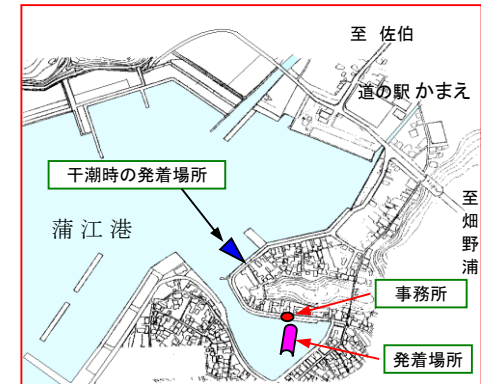 至 佐伯
道の駅 かまえ
干潮時の発着場所
蒲江港
至畑野浦
事務所
発着場所